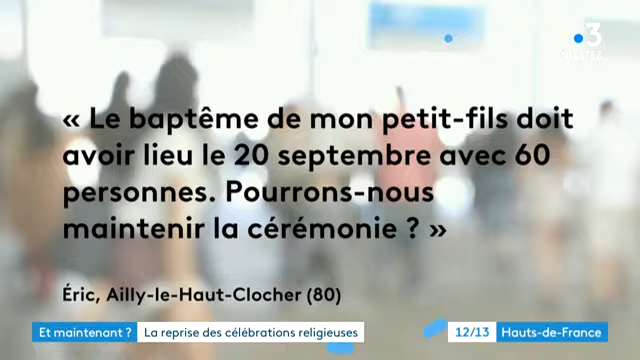 3
« Le baptême de mon petit-fils doit
avoir lieu le 20 septembre avec 60
personnes. Pourrons-nous
maintenir la cérémonie ? »
Éric, Ailly-le-Haut-Clocher (80)
Et maintenant ? La reprise des célébrations religieuses 12/13 Hauts-de-France